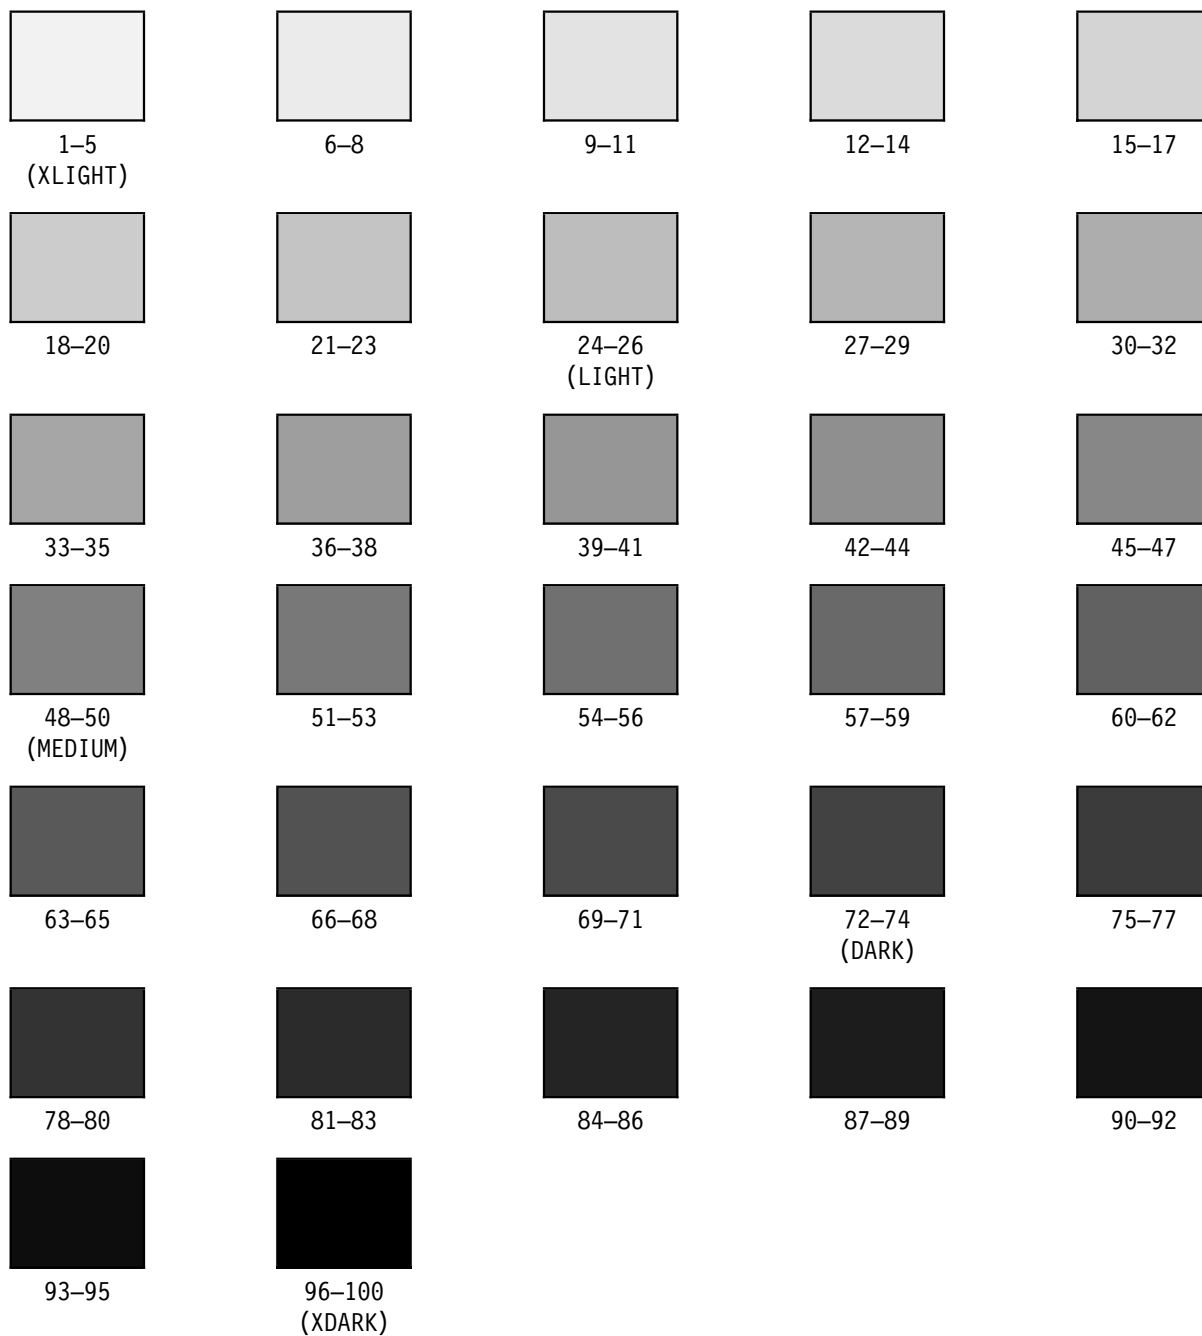 1–5 6–8 9–11 12–14 15–17
(XLIGHT)
18–20 21–23 24–26 27–29 30–32
(LIGHT)
33–35 36–38 39–41 42–44 45–47
48–50 51–53 54–56 57–59 60–62
(MEDIUM)
63–65 66–68 69–71 72–74 75–77
(DARK)
78–80 81–83 84–86 87–89 90–92
93–95 96–100
(XDARK)